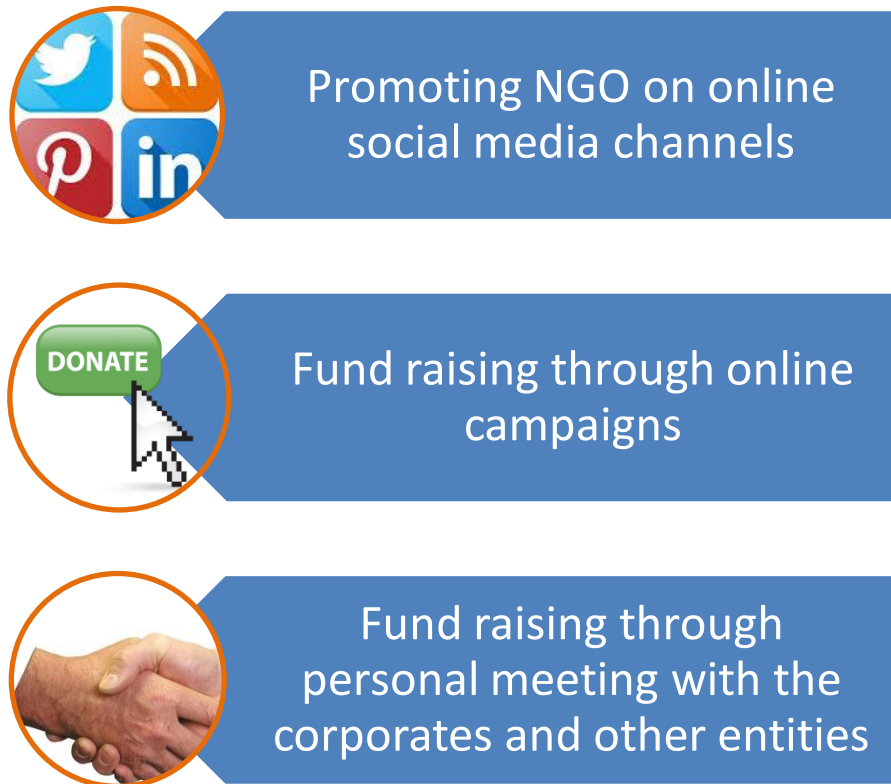 in
Promoting NGO on online
social media channels
DONATE
Fund raising through online
campaigns
Fund raising through
personal meeting with the
corporates and other entities